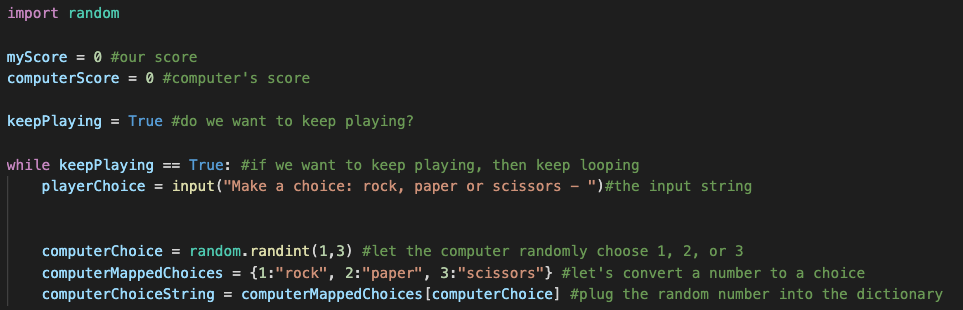 import random
myScore = 0 #our score
computerScore = 0 #computer's score
keepPlaying = True #do we want to keep playing?
while keepPlaying == True: #if we want to keep playing, then keep looping
    playerChoice = input("Make a choice: rock, paper or scissors – ")#the input string
    computerChoice = random.randint(1,3) #let the computer randomly choose 1, 2, or 3
    computerMappedChoices = {1:"rock", 2:"paper", 3:"scissors"} #let's convert a number to a choice
    computerChoiceString = computerMappedChoices[computerChoice] #plug the random number into the dictionary